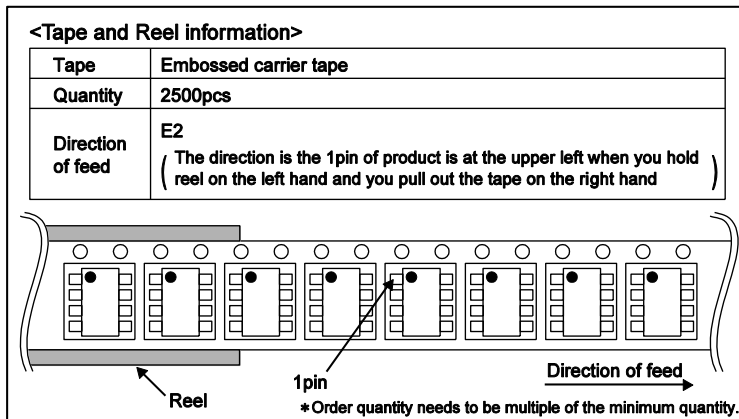 <Tape and Reel information>
Tape Embossed carrier tape
Quantity 2500pcs
Direction of feed E2
( The direction is the 1pin of product is at the upper left when you hold
reel on the left hand and you pull out the tape on the right hand )
Direction of feed
1pin
Reel
*Order quantity needs to be multiple of the minimum quantity.